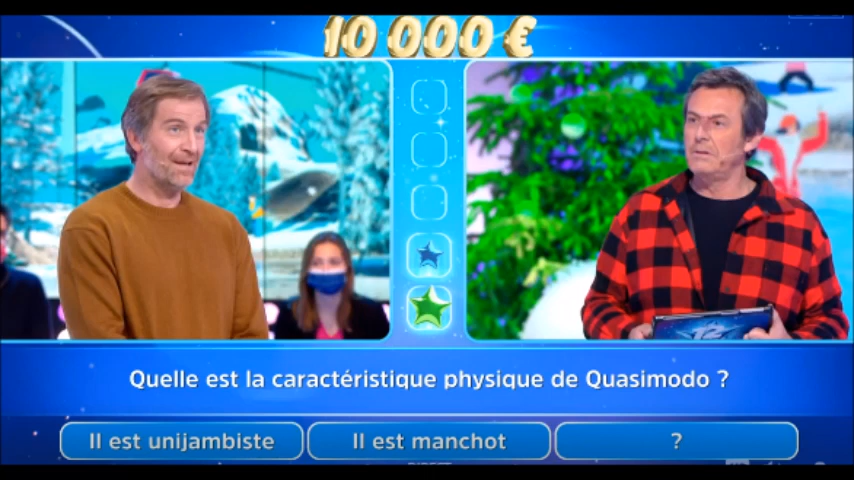 10 000 €
Quelle est la caractéristique physique de Quasimodo ?
Il est unijambiste
Il est manchot
?